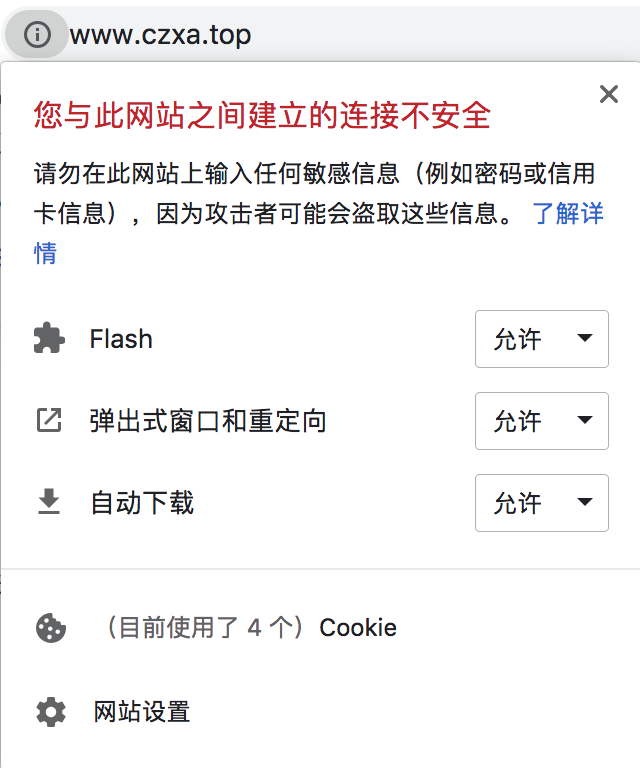 www.czxa.top
您与此网站之间建立的连接不安全
请勿在此网站上输入任何敏感信息（例如密码或信用
卡信息），因为攻击者可能会盗取这些信息。 了解详
情
Flash 允许
弹出式窗口和重定向 允许
自动下载 允许
（目前使用了 4 个）Cookie
网站设置